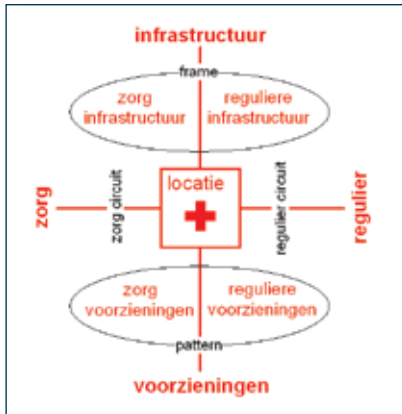 infrastructuur
frame
zorg
infrastructuur
reguliere
infrastructuur
locatie
zorg
zorg circuit
regulier circuit
regulier
zorg
voorzieningen
reguliere
voorzieningen
pattern
voorzieningen